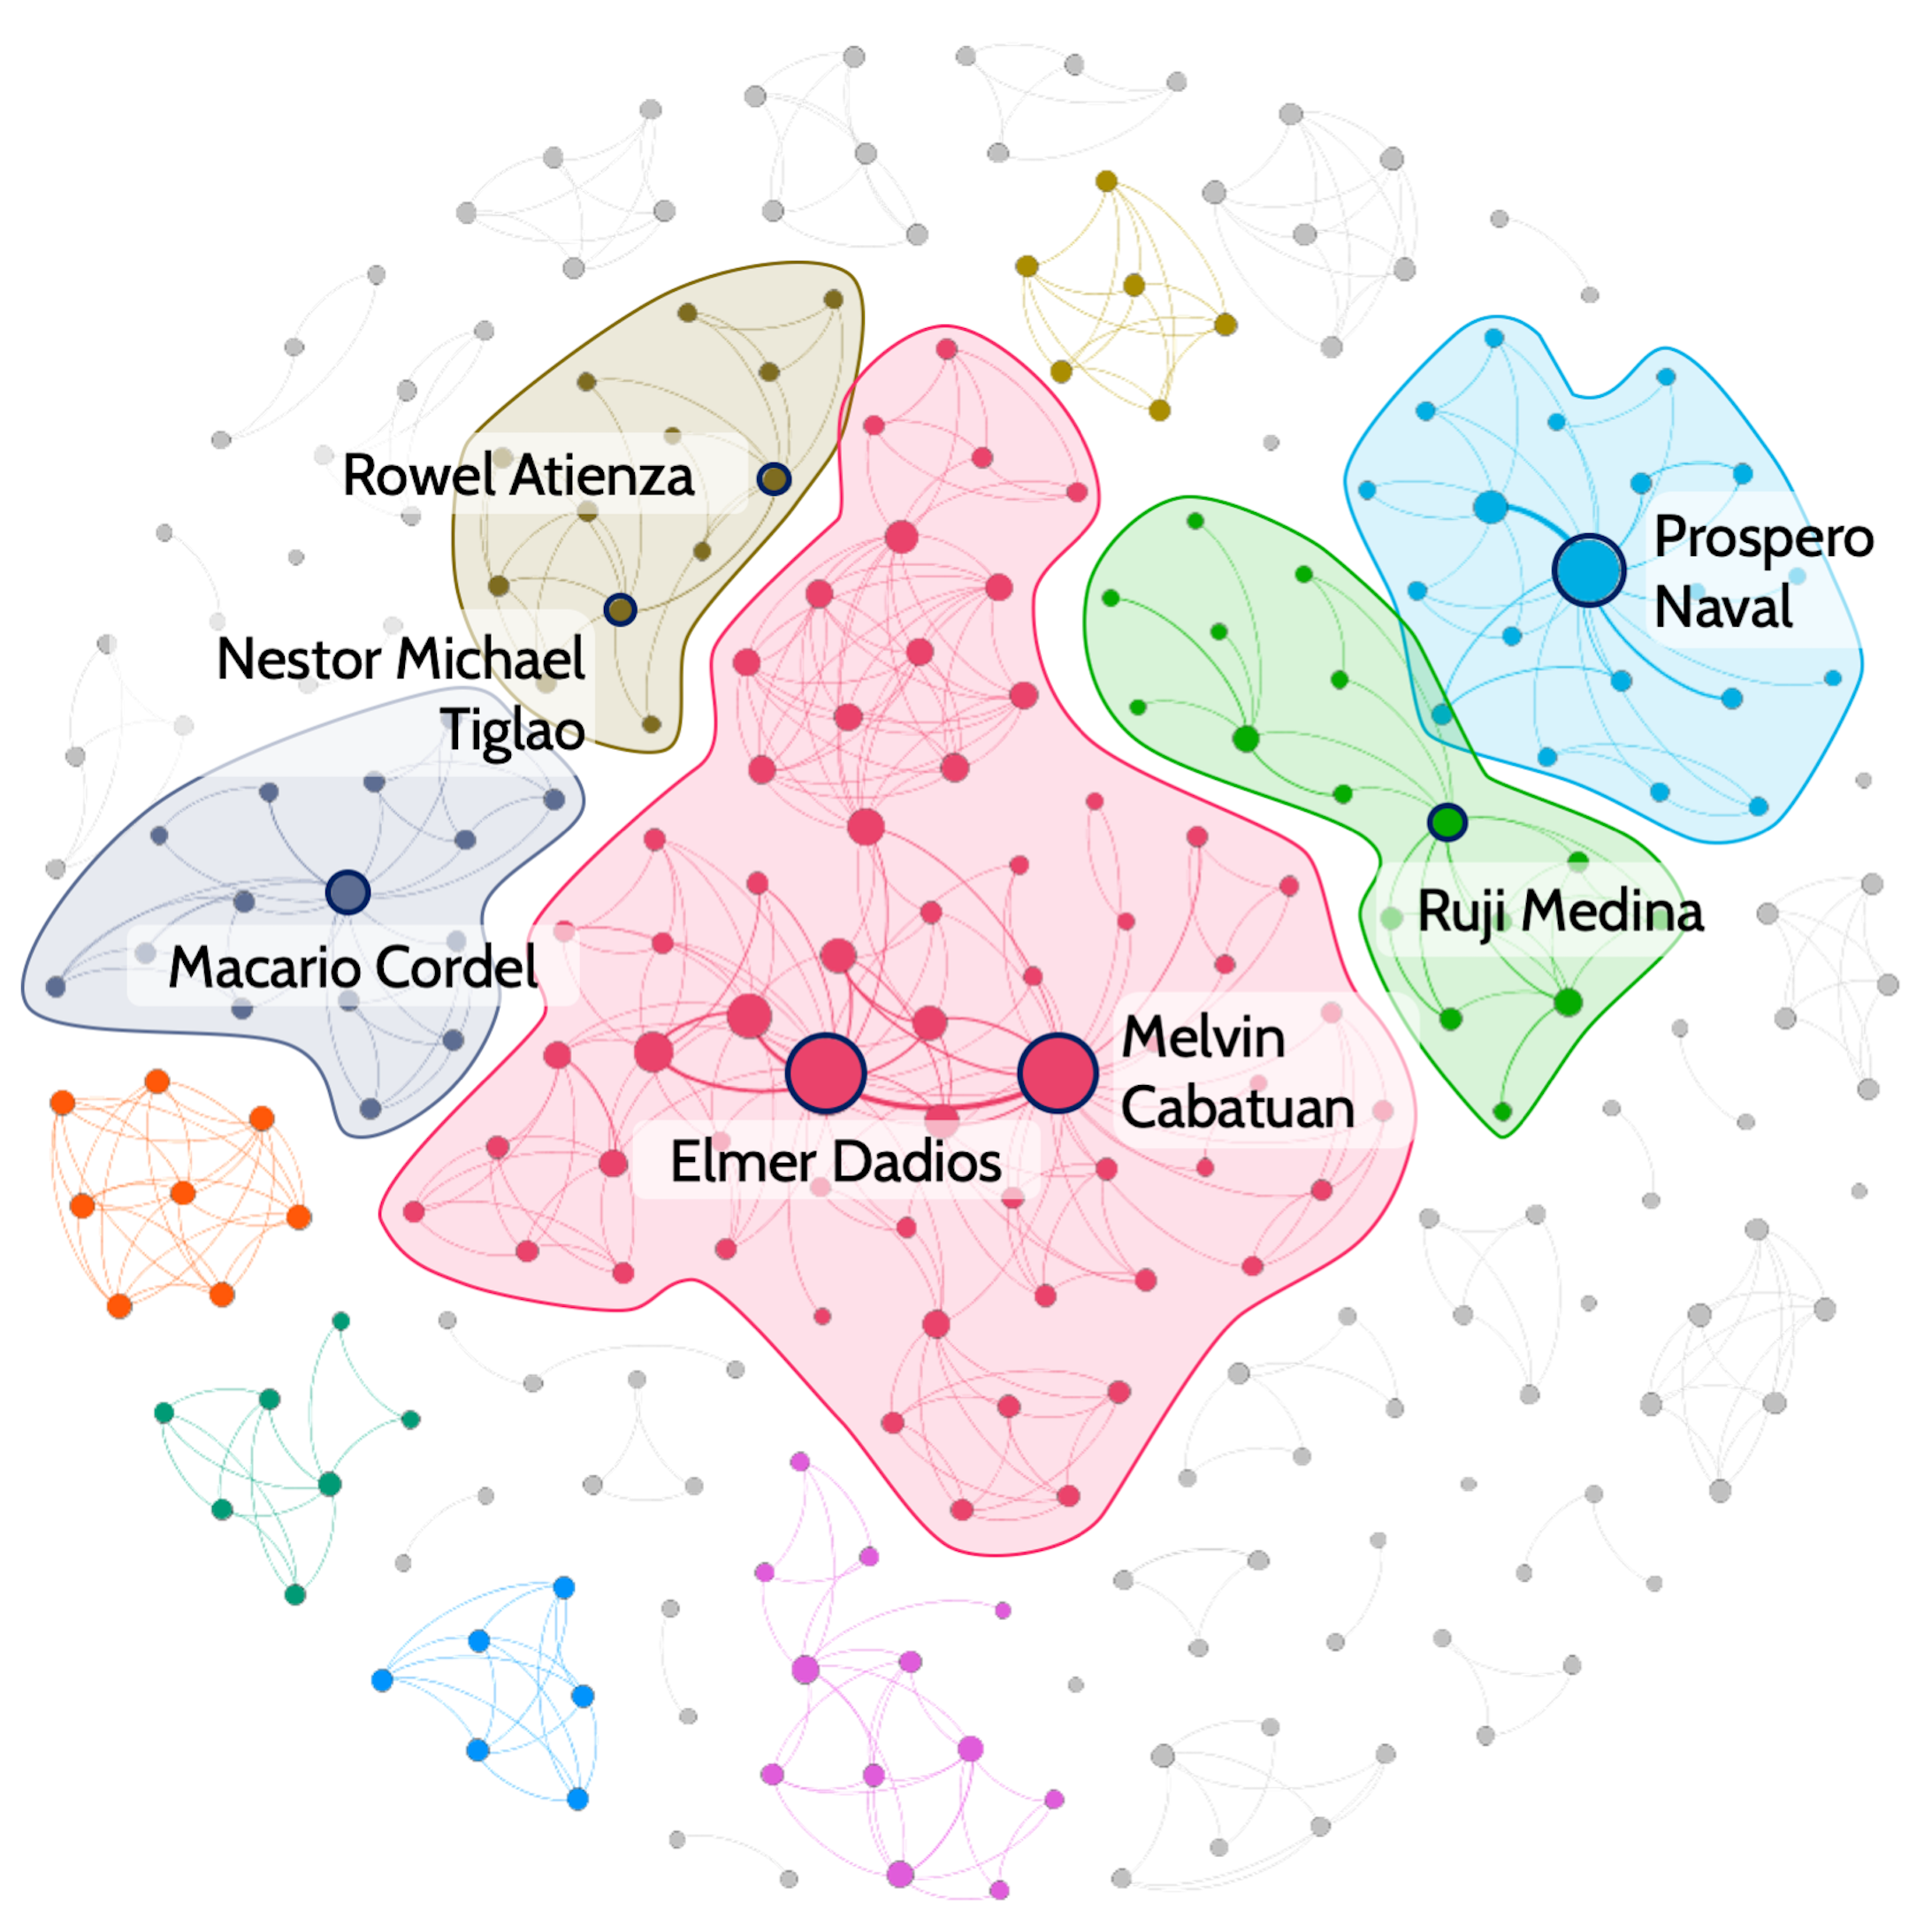 Rowel Atienza
Prospero
Naval
Nestor Michael
Tiglao
Ruji Medina
Macario Cordel
Melvin
Cabatuan
Elmer Dadios